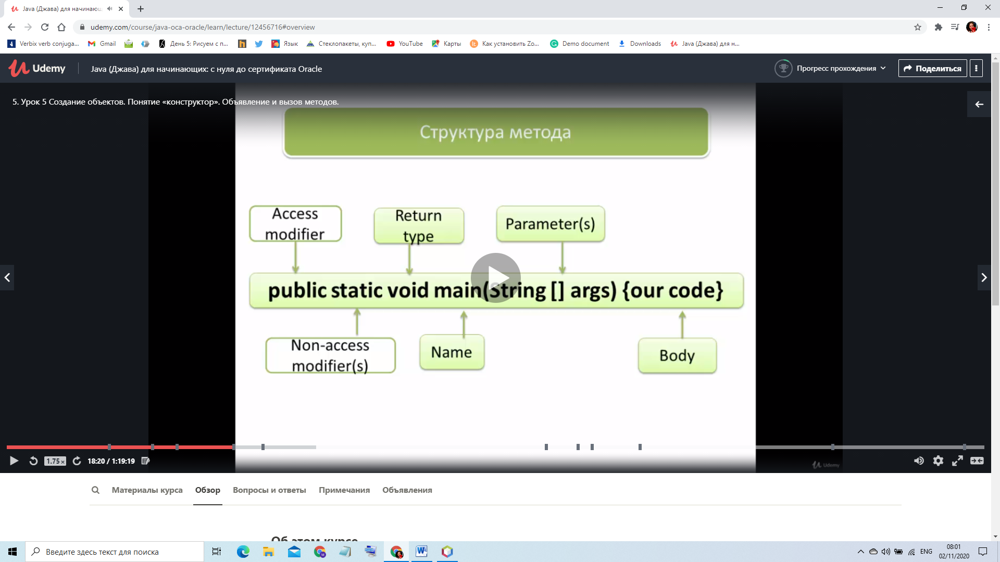 Java (Джава) для начинающ
udemy.com/course/java-oca-oracle/learn/lecture/12456716#overview
Verbix verb conjuga... Gmail День 5: Рисуем с п... Язык Стеклопакеты, куп... YouTube Карты Как установить Zo... Demo document Downloads Java (Джава) для н...
Udemy Java (Джава) для начинающих: с нуля до сертификата Oracle Прогресс прохождения Поделиться
5. Урок 5 Создание объектов. Понятие «конструктор». Объявление и вызов методов.
Структура метода
Access modifier
Return type
Parameter(s)
public static void main(String [] args) {our code}
Non-access modifier(s)
Name
Body
1.75× 18:20 / 1:19:19
Udemy
Материалы курса Обзор Вопросы и ответы Примечания Объявления
Об этом курсе
Введите здесь текст для поиска
ENG
08:01
02/11/2020